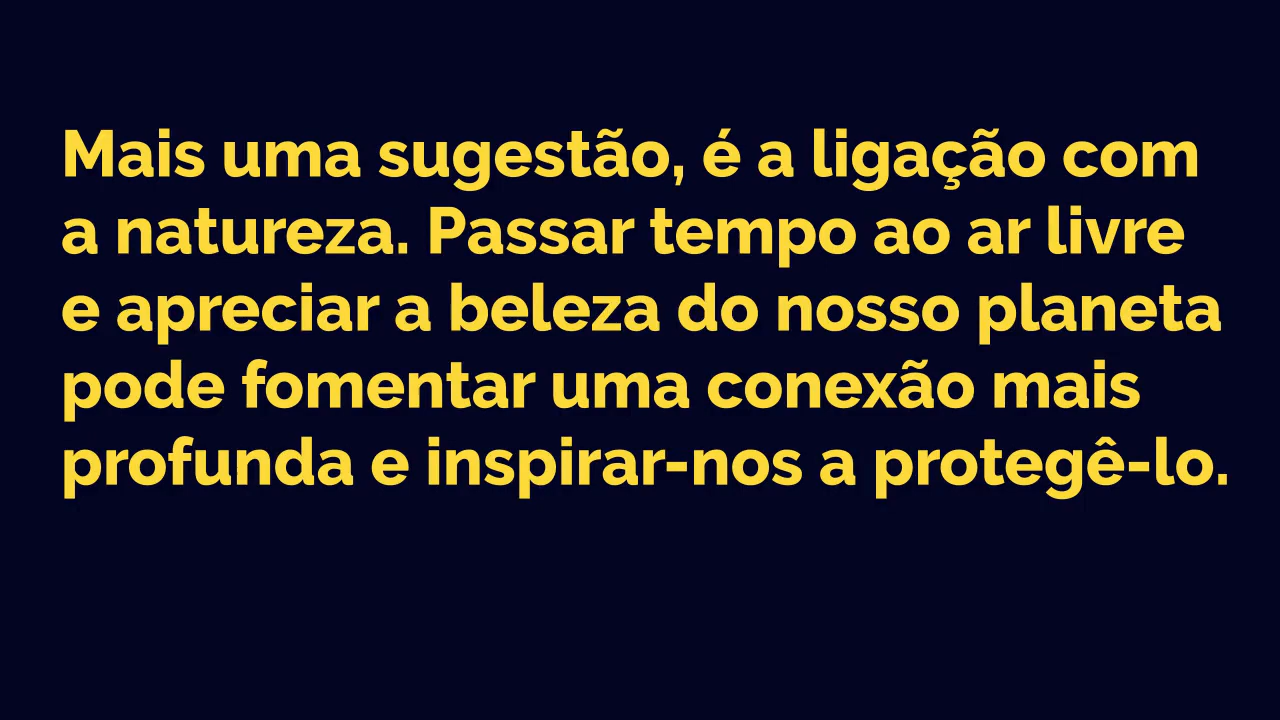 Mais uma sugestão, é a ligação com
a natureza. Passar tempo ao ar livre
e apreciar a beleza do nosso planeta
pode fomentar uma conexão mais
profunda e inspirar-nos a protegê-lo.